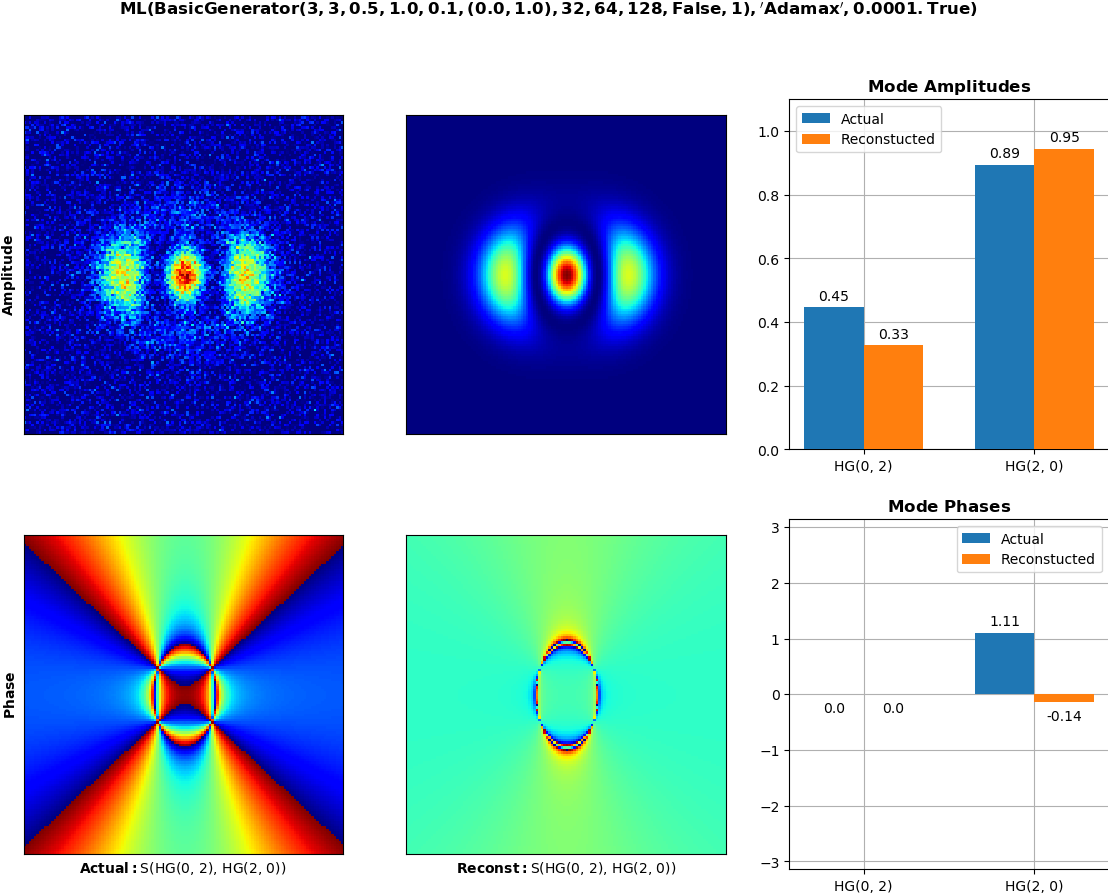 ML(BasicGenerator(3, 3, 0.5, 1.0, 0.1, (0.0, 1.0), 32, 64, 128, False, 1), ′Adamax′, 0.0001. True)
Amplitude
Mode Amplitudes
Actual
Reconstucted
1.0
0.8
0.6
0.4
0.2
0.0
0.45
0.33
0.89
0.95
HG(0, 2)
HG(2, 0)
Phase
Actual: S(HG(0, 2), HG(2, 0))
Reconst: S(HG(0, 2), HG(2, 0))
Mode Phases
Actual
Reconstucted
3
2
1
0
−1
−2
−3
0.0
0.0
1.11
-0.14
HG(0, 2)
HG(2, 0)